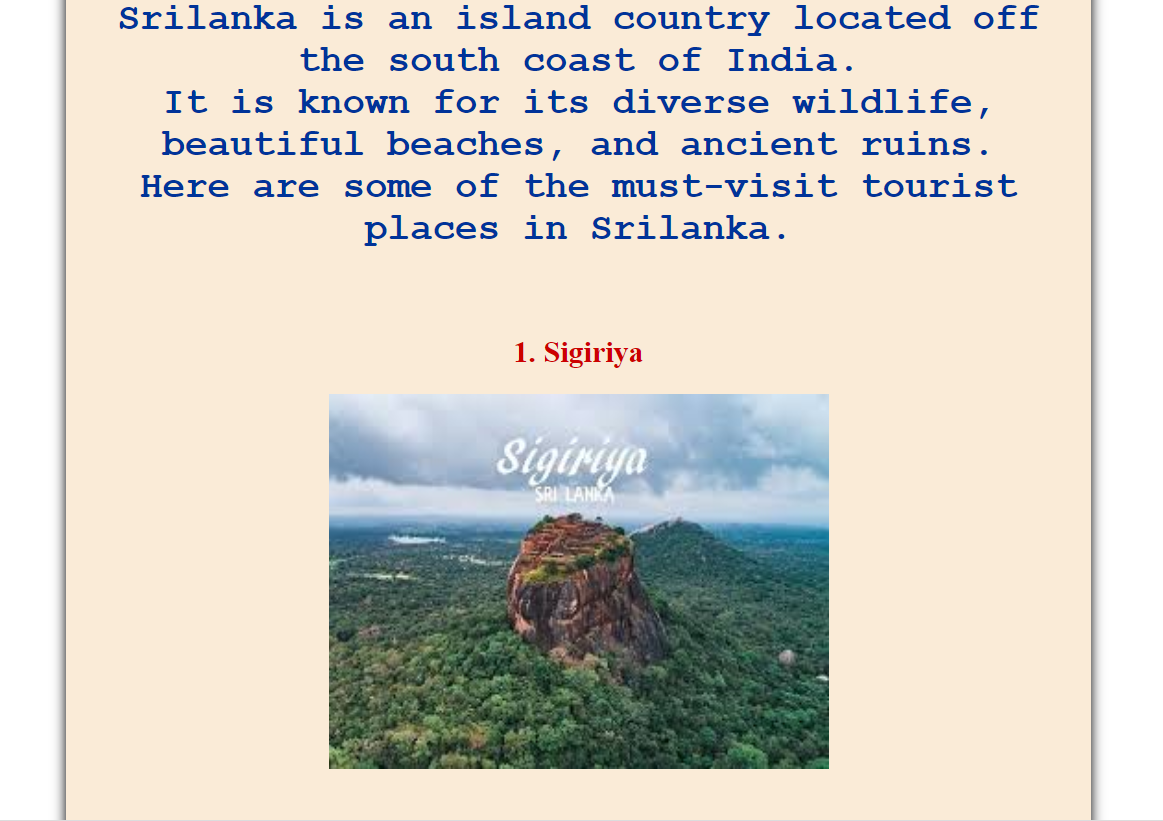 Srilanka is an island country located off
the south coast of India.
It is known for its diverse wildlife,
beautiful beaches, and ancient ruins.
Here are some of the must-visit tourist
places in Srilanka.
1. Sigiriya
Sigiriya
SRI LANKA